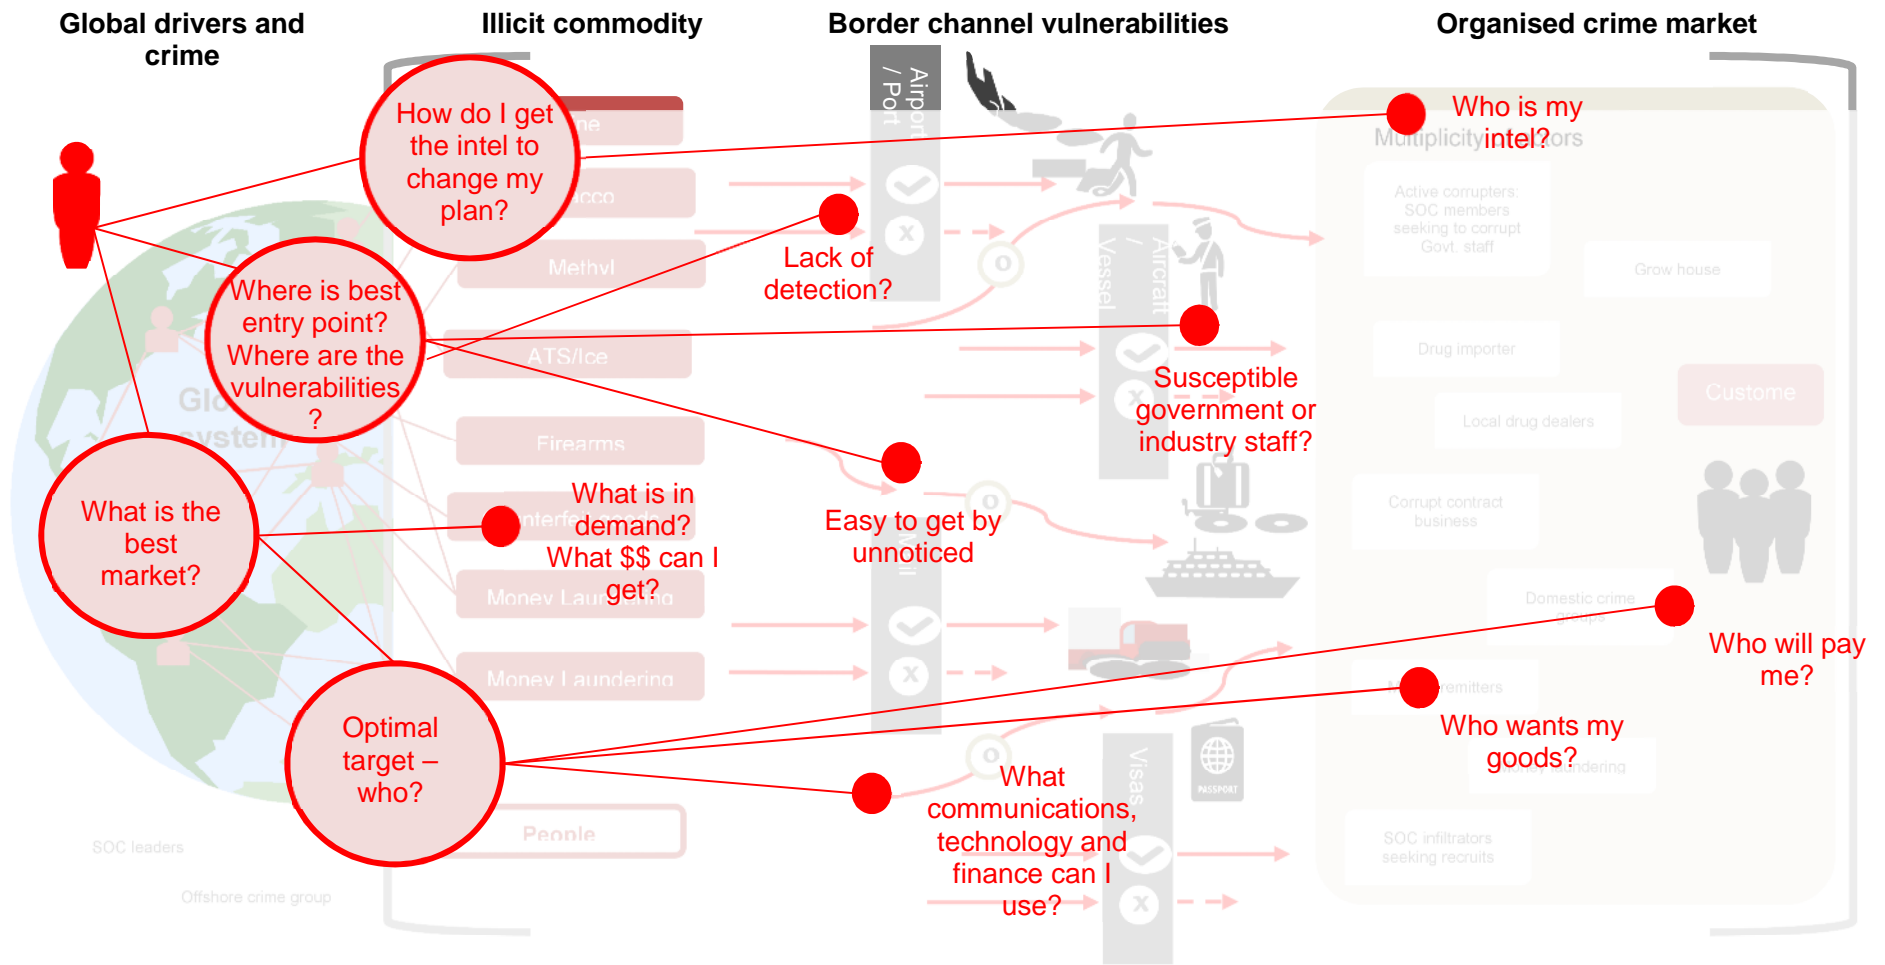 Global drivers and
crime
Illicit commodity
Border channel vulnerabilities
Organised crime market
How do I get
the intel to
change my
plan?
Where is best
entry point?
Where are the
vulnerabilities
?
What is the
best
market?
Optimal
target –
who?
Methyl
ATS/Ice
Firearms
What is in
demand?
What $$ can I
get?
Money Laundering
Money Laundering
People
SOC leaders
Offshore crime group
Airport
/ Port
Lack of
detection?
Aircraft
/
Vessel
Susceptible
government or
industry staff?
Easy to get by
unnoticed
Visas
PASSPORT
What
communications,
technology and
finance can I
use?
Who is my
intel?
Multiplicity
Active corrupters:
SOC members
seeking to corrupt
Govt. staff
Grow house
Drug importer
Custome
Local drug dealers
Corrupt contract
business
Domestic crime
groups
Who will pay
me?
remitters
Who wants my
goods?
laundering
SOC infiltrators
seeking recruits